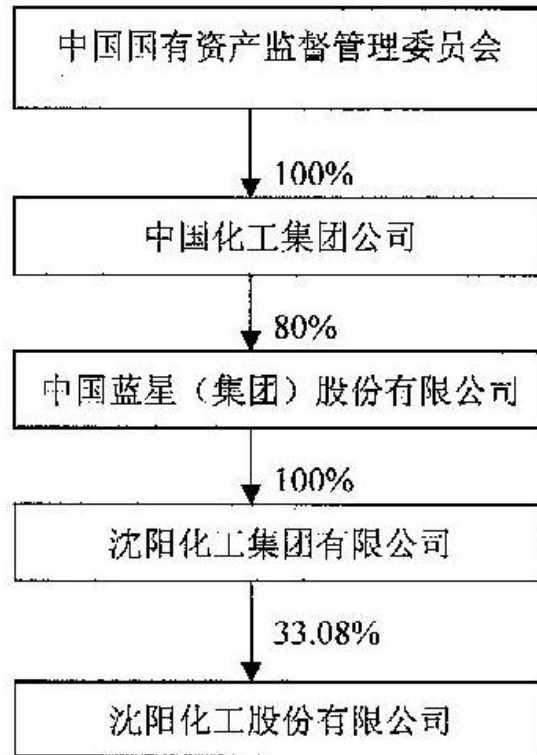 中国国有资产监督管理委员会
100%
中国化工集团公司
80%
中国蓝星（集团）股份有限公司
100%
沈阳化工集团有限公司
33.08%
沈阳化工股份有限公司